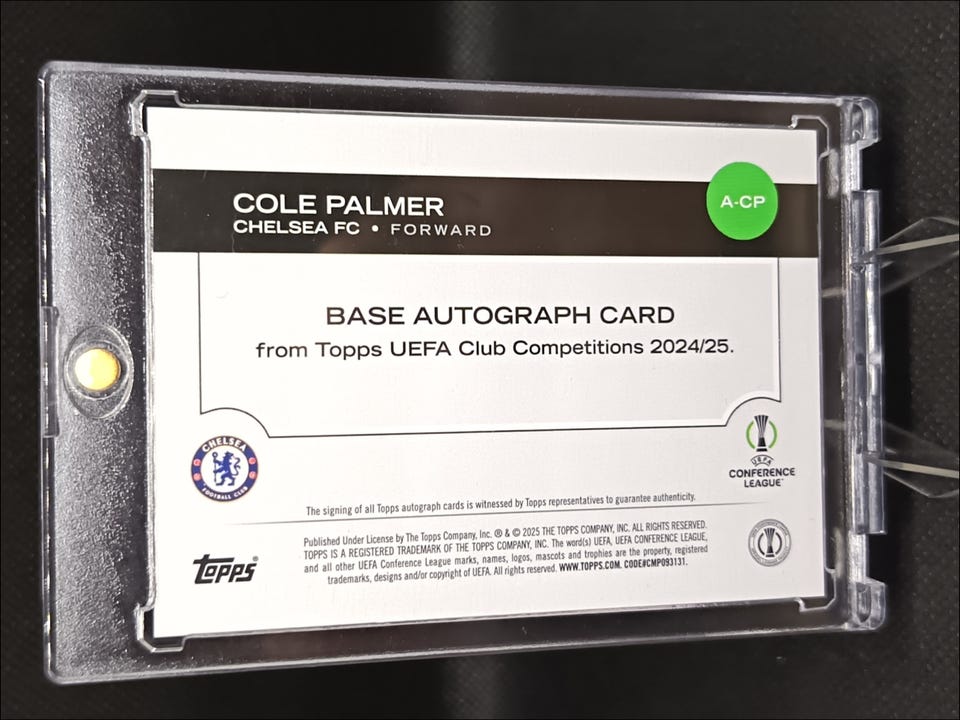 COLE PALMER
CHELSEA FC • FORWARD
A-CP
BASE AUTOGRAPH CARD
from Topps UEFA Club Competitions 2024/25.
CHELSEA
FOOTBALL CLUB
UEFA
CONFERENCE
LEAGUE™
The signing of all Topps autograph cards is witnessed by Topps representatives to guarantee authenticity.
topps®
Published Under License by The Topps Company, Inc. ® & © 2025 THE TOPPS COMPANY, INC. ALL RIGHTS RESERVED.
TOPPS IS A REGISTERED TRADEMARK OF THE TOPPS COMPANY, INC. The word(s) UEFA, UEFA CONFERENCE LEAGUE,
and all other UEFA Conference League marks, names, logos, mascots and trophies are the property, registered
trademarks, designs and/or copyright of UEFA. All rights reserved. WWW.TOPPS.COM. CODE#CMP093131.